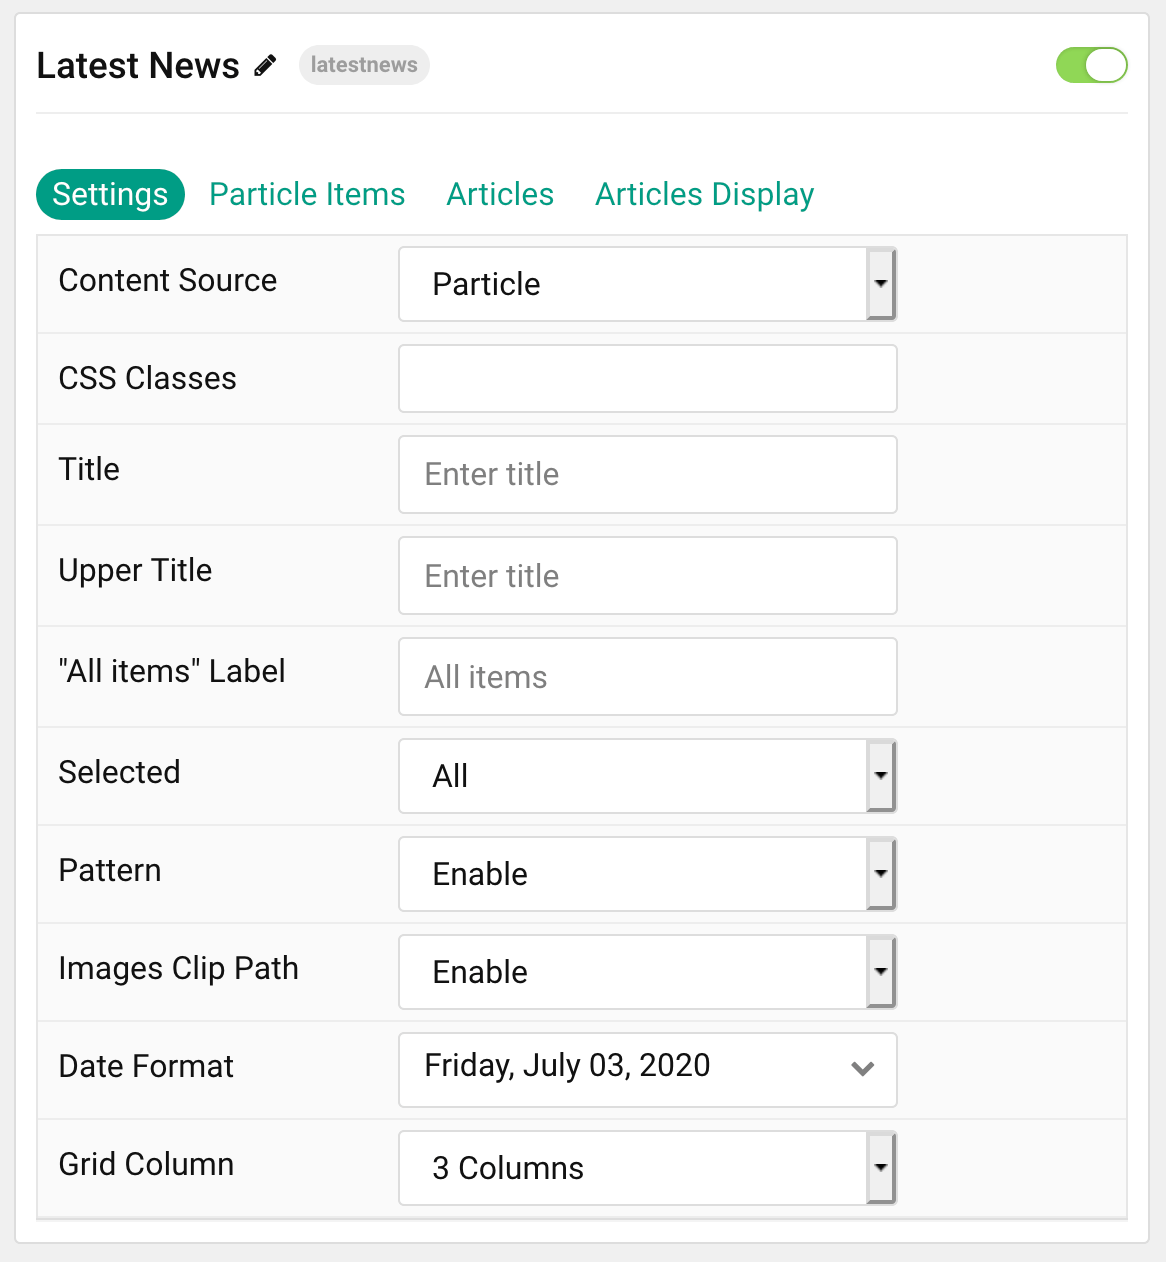 Latest News latestnews
Settings Particle Items Articles Articles Display
Content Source Particle
CSS Classes
Title Enter title
Upper Title Enter title
"All items" Label All items
Selected All
Pattern Enable
Images Clip Path Enable
Date Format Friday, July 03, 2020
Grid Column 3 Columns